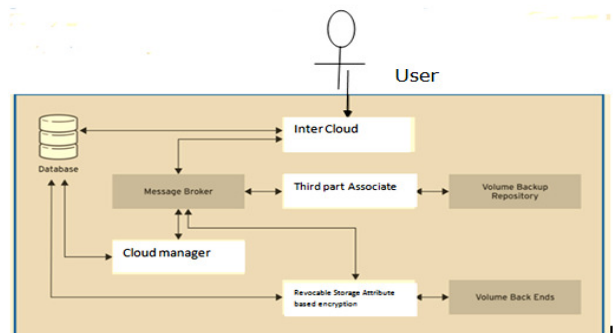 User
Inter Cloud
Database
Message Broker
Third part Associate
Volume Backup
Repository
Cloud manager
Revocable Storage Attribute
based encryption
Volume Back Ends